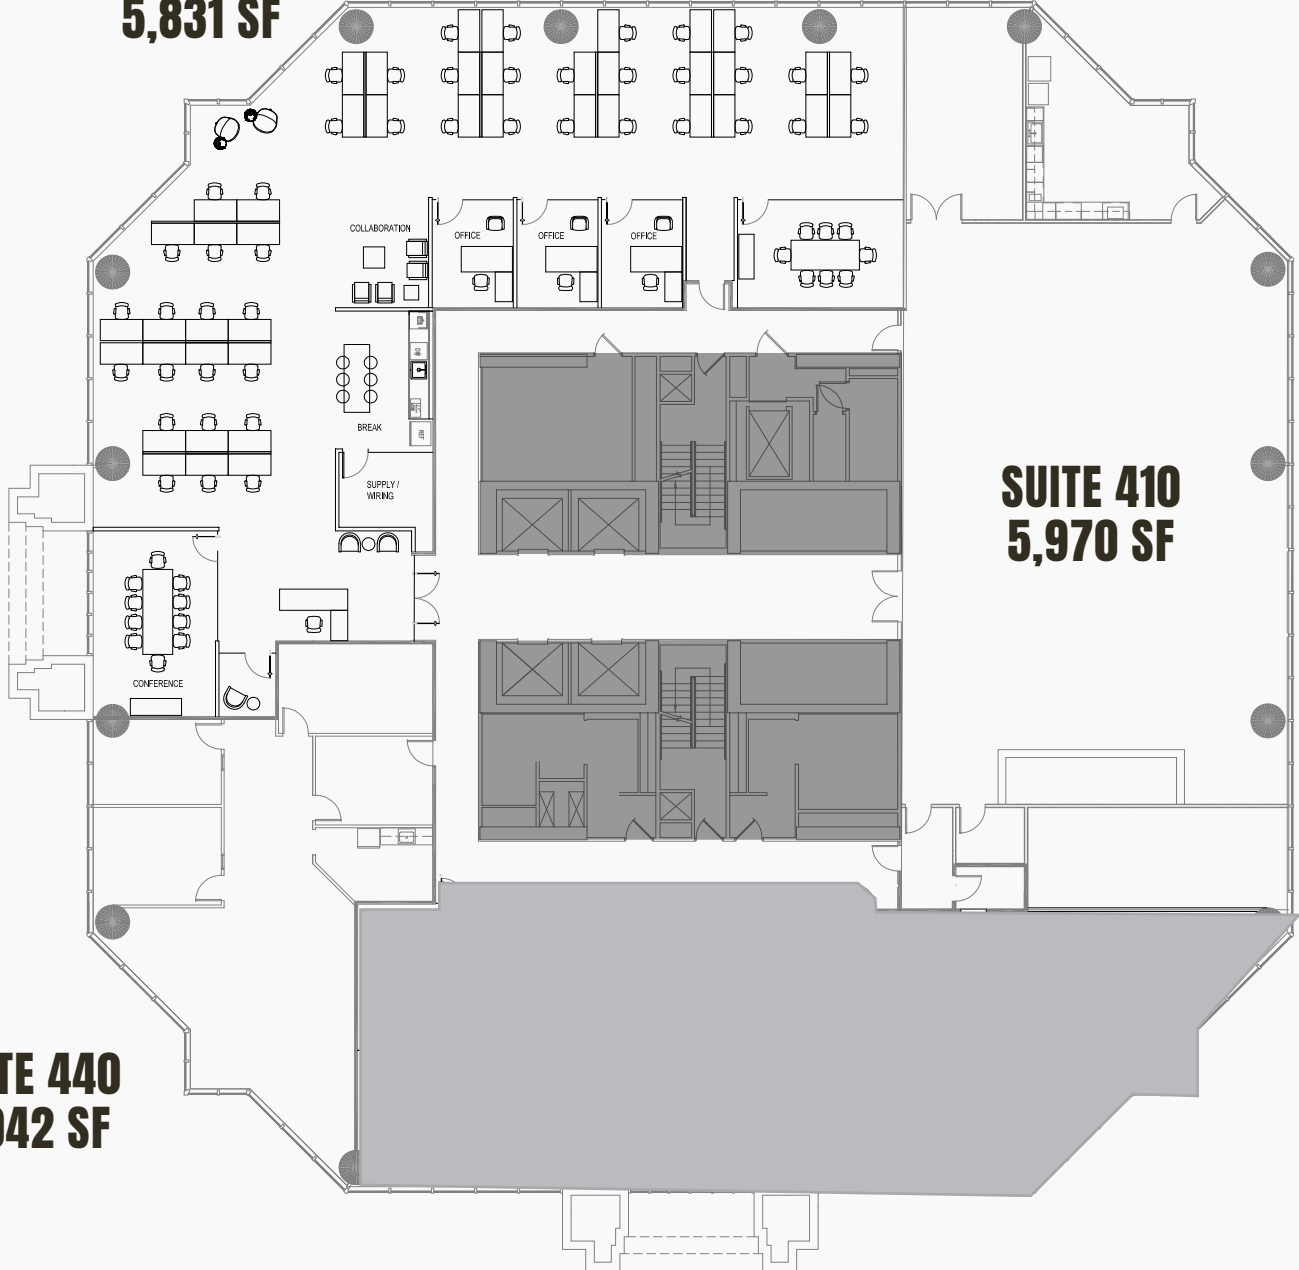 5,831 SF
COLLABORATION
OFFICE
OFFICE
OFFICE
BREAK
REF
SUPPLY /
WIRING
SUITE 410
5,970 SF
CONFERENCE
TE 440
042 SF